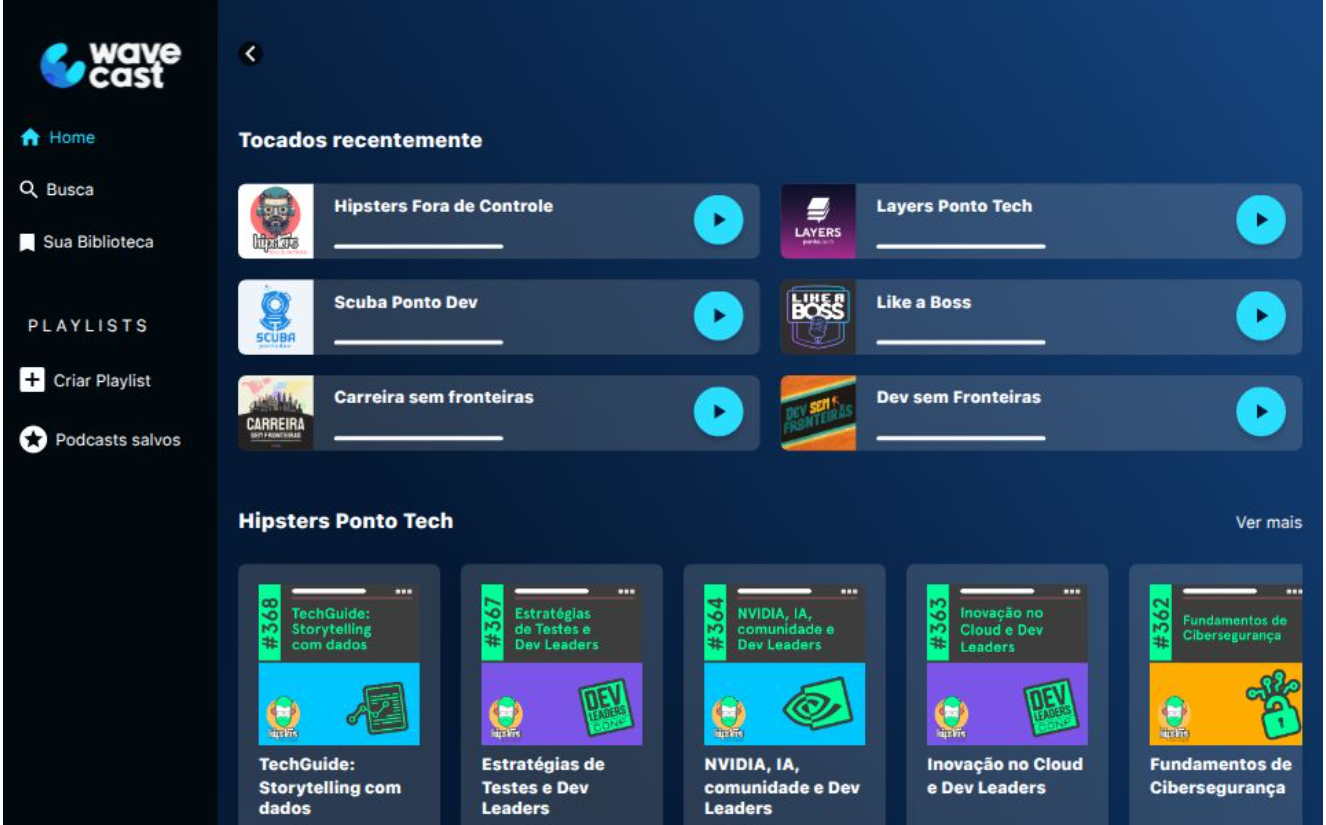 wave
cast
Home
Busca
Sua Biblioteca
PLAYLISTS
Criar Playlist
Podcasts salvos
Tocados recentemente
hipsters
Hipsters Fora de Controle
LAYERS
ponto tech
Layers Ponto Tech
SCUBA
ponto dev
Scuba Ponto Dev
LIKE A
BOSS
Like a Boss
CARREIRA
SEM FRONTEIRAS
Carreira sem fronteiras
DEV SEM
FRONTEIRAS
Dev sem Fronteiras
Hipsters Ponto Tech
Ver mais
#368
TechGuide:
Storytelling
com dados
hipsters
TechGuide:
Storytelling com
dados
#367
Estratégias
de Testes e
Dev Leaders
hipsters
DEV
LEADERS
CONF
Estratégias de
Testes e Dev
Leaders
#364
NVIDIA, IA,
comunidade e
Dev Leaders
hipsters
NVIDIA, IA,
comunidade e Dev
Leaders
#363
Inovação no
Cloud e Dev
Leaders
hipsters
DEV
LEADERS
CONF
Inovação no Cloud
e Dev Leaders
#362
Fundamentos de
Cibersegurança
hipsters
Fundamentos de
Cibersegurança